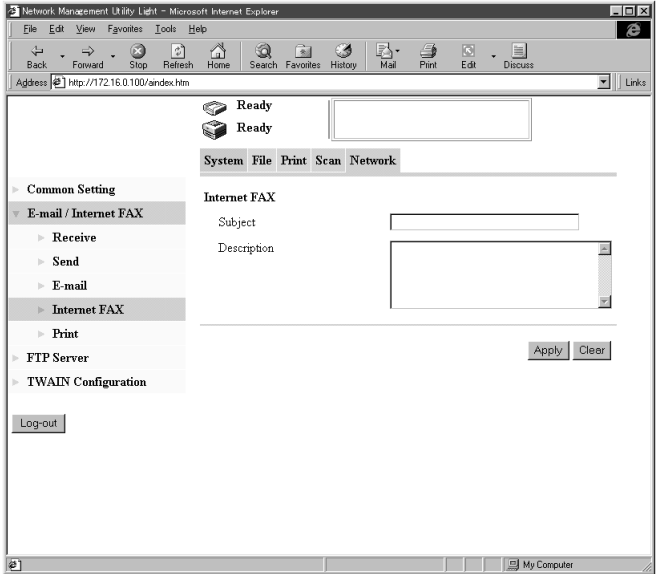 Network Management Utility Light - Microsoft Internet Explorer
File Edit View Favorites Tools Help
Back Forward Stop Refresh Home Search Favorites History Mail Print Edit Discuss
Address http://172.16.0.100/aindex.htm Links
Ready
Ready
System File Print Scan Network
Common Setting
E-mail / Internet FAX
Receive
Send
E-mail
Internet FAX
Print
FTP Server
TWAIN Configuration
Log-out
Internet FAX
Subject
Description
Apply Clear
My Computer